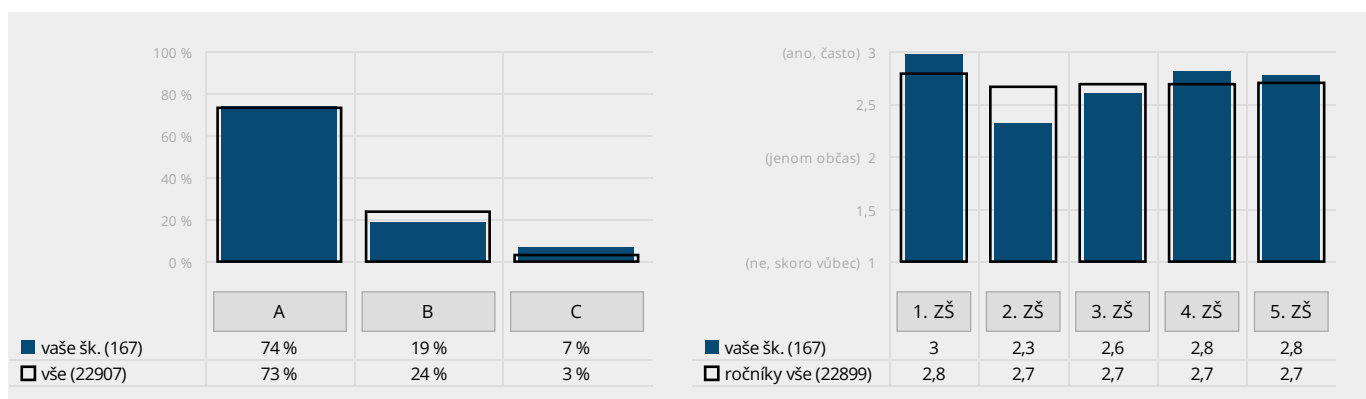 100 %
80 %
60 %
40 %
20 %
0 %
A B C
vaše šk. (167) 74 % 19 % 7 %
vše (22907) 73 % 24 % 3 %
(ano, často) 3
2,5
(jenom občas) 2
1,5
(ne, skoro vůbec) 1
1. ZŠ 2. ZŠ 3. ZŠ 4. ZŠ 5. ZŠ
vaše šk. (167) 3 2,3 2,6 2,8 2,8
ročníky vše (22899) 2,8 2,7 2,7 2,7 2,7